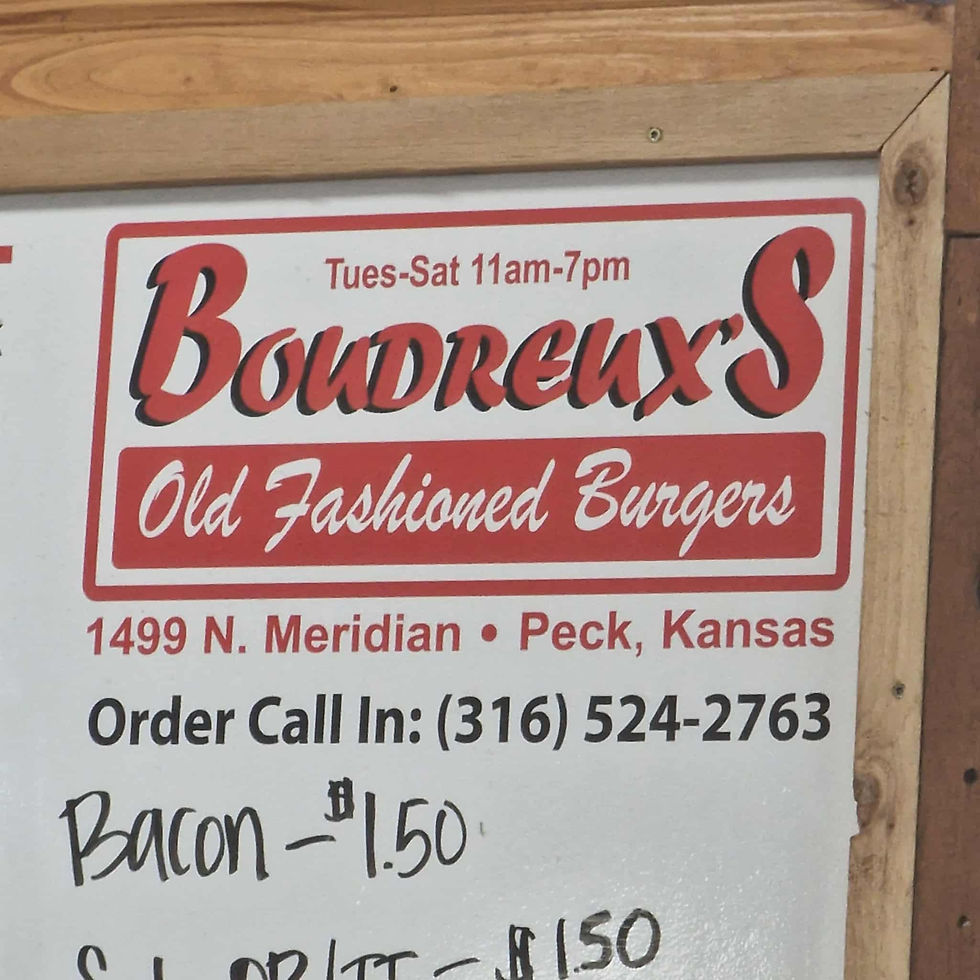 Tues-Sat 11am-7pm
BOUDREUX'S
Old Fashioned Burgers
1499 N. Meridian • Peck, Kansas
Order Call In: (316) 524-2763
Bacon - $1.50
- $1.50